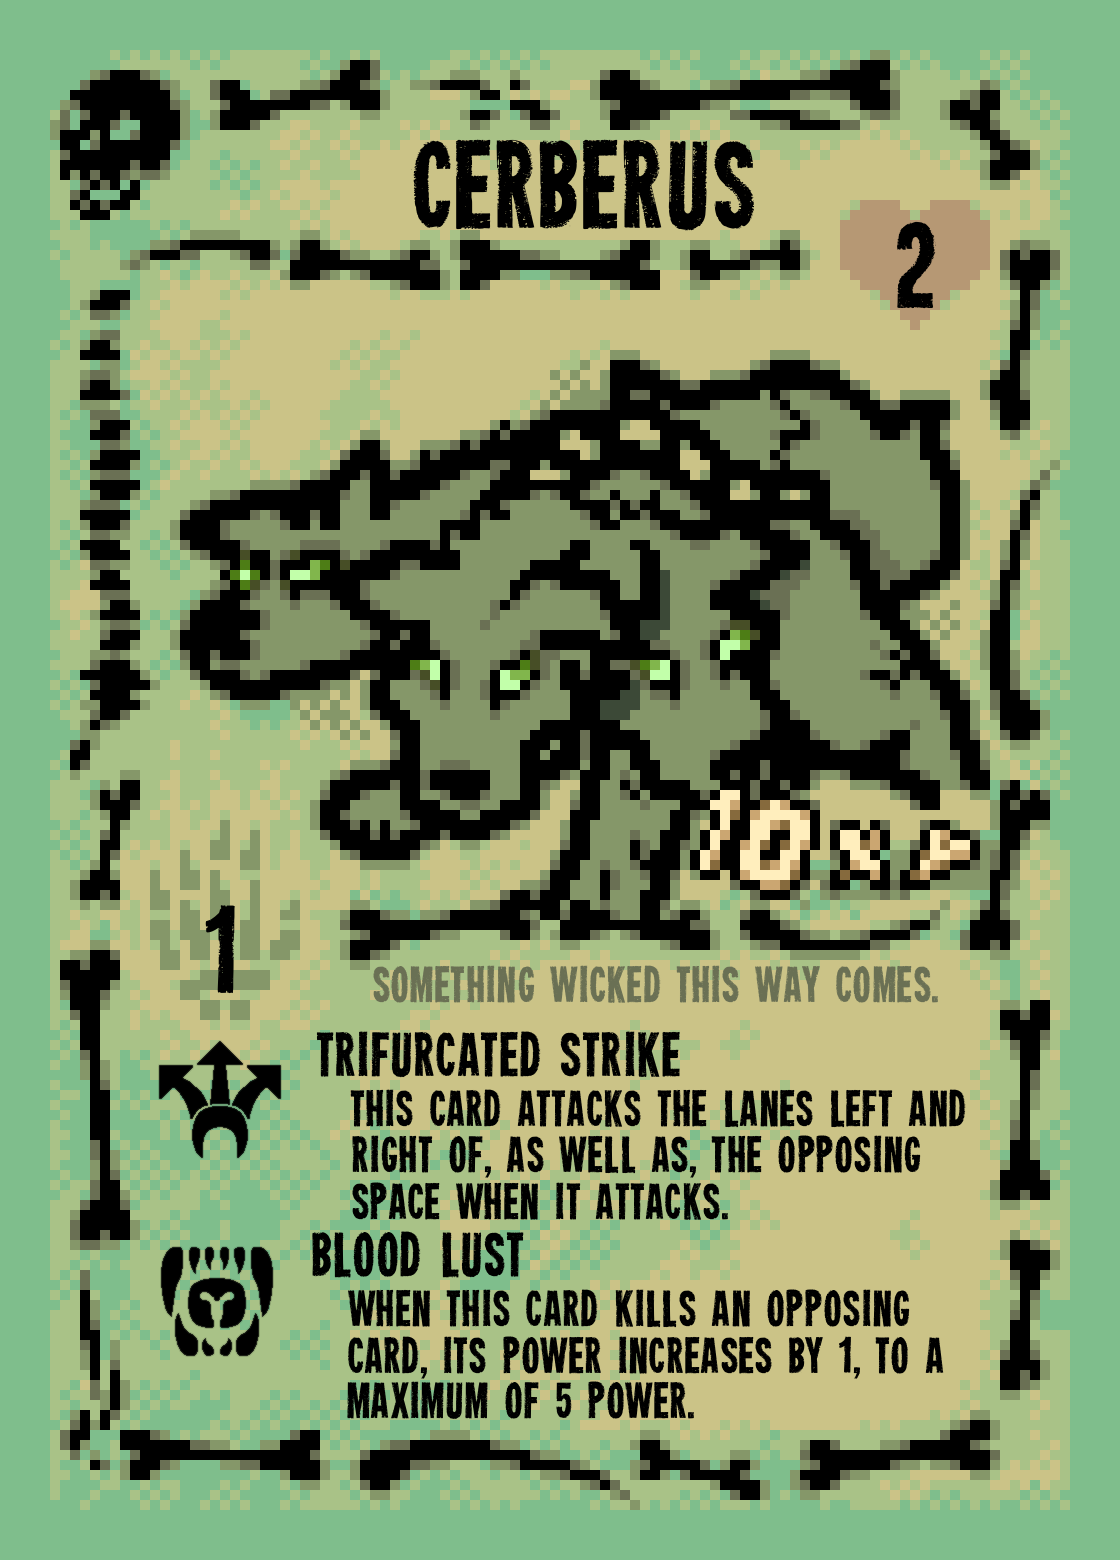 CERBERUS
2
10 X
1
SOMETHING WICKED THIS WAY COMES.
TRIFURCATED STRIKE
THIS CARD ATTACKS THE LANES LEFT AND
RIGHT OF, AS WELL AS, THE OPPOSING
SPACE WHEN IT ATTACKS.
BLOOD LUST
WHEN THIS CARD KILLS AN OPPOSING
CARD, ITS POWER INCREASES BY 1, TO A
MAXIMUM OF 5 POWER.